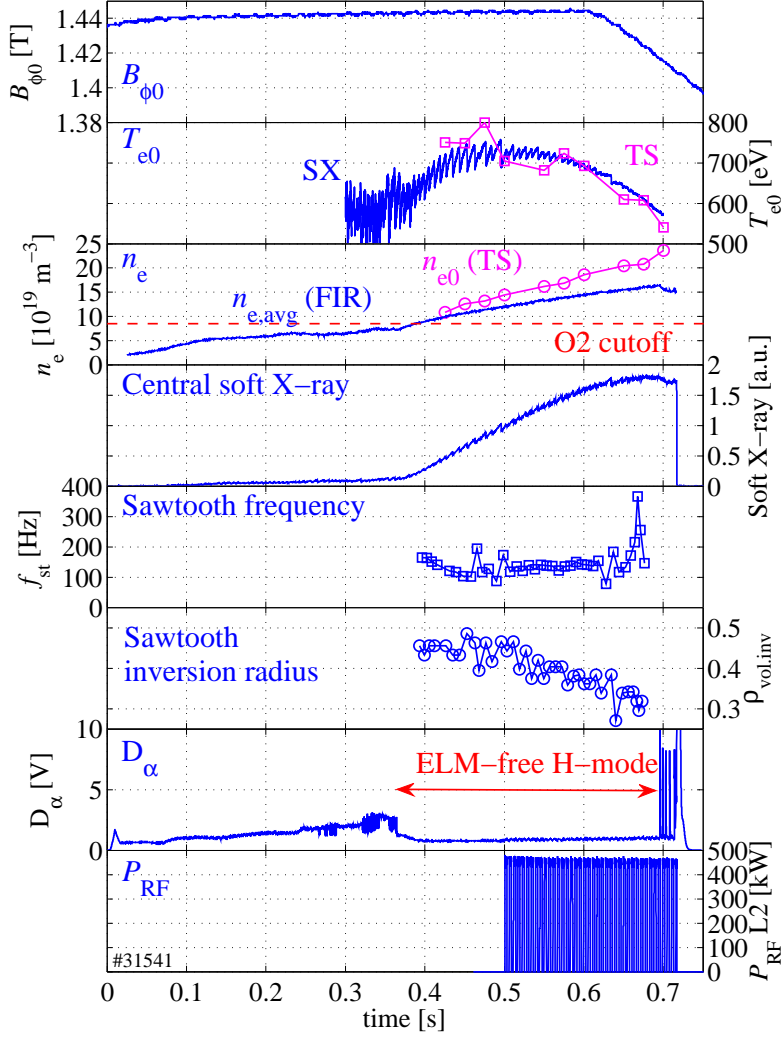 1.44
1.42
1.4
1.38
B_ϕ0 [T]
B_ϕ0
T_e0
SX
TS
800
700
600
500
T_e0 [eV]
25
20
15
10
5
0
n_e [10^19 m^−3]
n_e
n_e0 (TS)
n_e,avg (FIR)
O2 cutoff
Central soft X−ray
2
1.5
1
0.5
0
Soft X−ray [a.u.]
400
300
200
100
0
f_st [Hz]
Sawtooth frequency
Sawtooth
inversion radius
0.5
0.4
0.3
ρ_vol.inv
10
5
0
D_α [V]
D_α
ELM−free H−mode
P_RF
500
400
300
200
100
0
P_RF L2 [kW]
#31541
0 0.1 0.2 0.3 0.4 0.5 0.6 0.7
time [s]